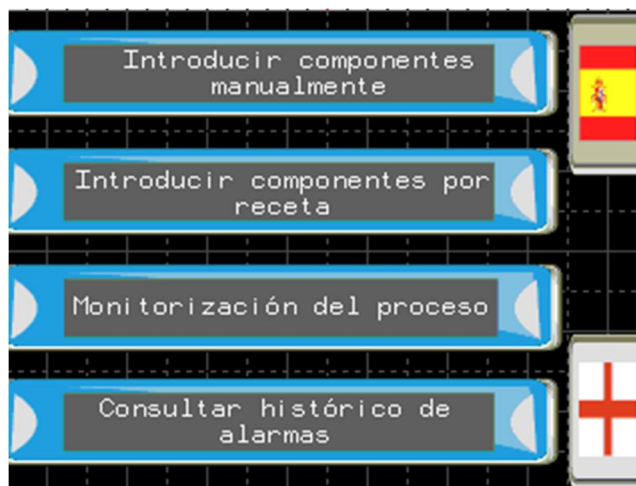 Introducir componentes
manualmente
Introducir componentes por
receta
Monitorización del proceso
Consultar histórico de
alarmas